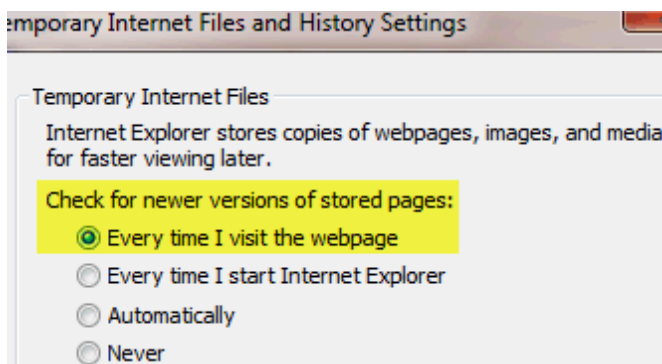 emporary Internet Files and History Settings
Temporary Internet Files
Internet Explorer stores copies of webpages, images, and media
for faster viewing later.
Check for newer versions of stored pages:
Every time I visit the webpage
Every time I start Internet Explorer
Automatically
Never